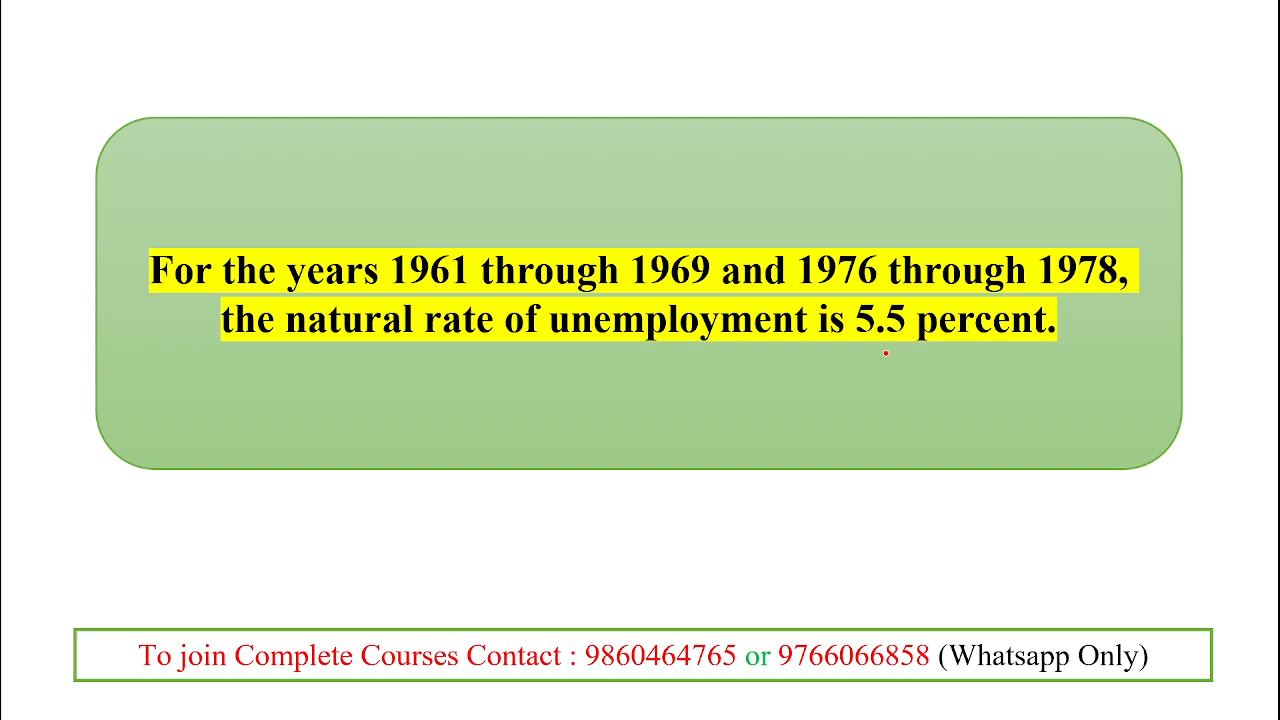 For the years 1961 through 1969 and 1976 through 1978,
the natural rate of unemployment is 5.5 percent.
To join Complete Courses Contact : 9860464765 or 9766066858 (Whatsapp Only)